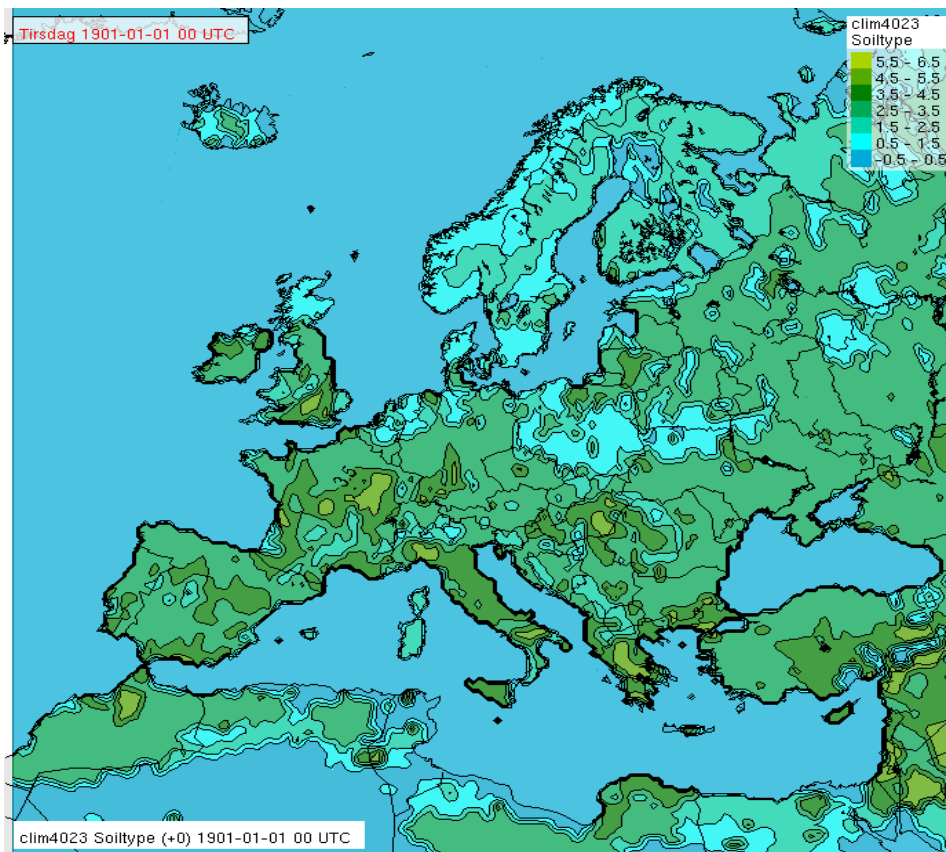 Tirsdag 1901-01-01 00 UTC
clim4023
Soiltype
5.5 - 6.5
4.5 - 5.5
3.5 - 4.5
2.5 - 3.5
1.5 - 2.5
0.5 - 1.5
-0.5 - 0.5
clim4023 Soiltype (+0) 1901-01-01 00 UTC